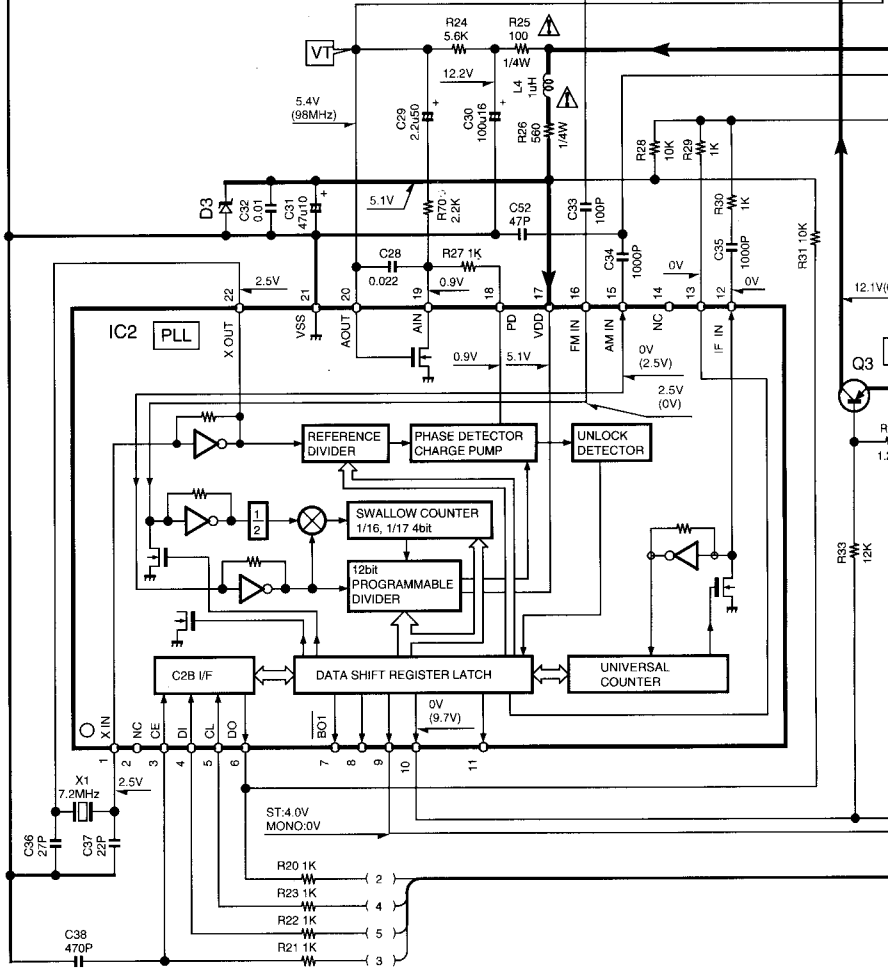 R24
5.6K
R25
100
1/4W
VT
12.2V
L4
1uH
5.4V
(98MHz)
C29
2.2u50
C30
100u16
R26
560
1/4W
R28
10K
R29
1K
D3
C32
0.01
C31
47u10
5.1V
R70
2.2K
C52
47P
C33
100P
R30
1K
C34
1000P
C35
1000P
R31 10K
C28
0.022
R27 1K
2.5V
0.9V
0V
0V
22
21
20
19
18
17
16
15
14
13
12
12.1V(
X OUT
VSS
AOUT
AIN
PD
VDD
FM IN
AM IN
NC
IF IN
IC2
PLL
0.9V
5.1V
0V
(2.5V)
2.5V
(0V)
Q3
REFERENCE
DIVIDER
PHASE DETECTOR
CHARGE PUMP
UNLOCK
DETECTOR
R
1.2
1
2
SWALLOW COUNTER
1/16, 1/17 4bit
12bit
PROGRAMMABLE
DIVIDER
R33
12K
C2B I/F
DATA SHIFT REGISTER LATCH
UNIVERSAL
COUNTER
0V
(9.7V)
X IN
NC
CE
DI
CL
DO
BO1
1
2
3
4
5
6
7
8
9
10
11
X1
7.2MHz
2.5V
ST:4.0V
MONO:0V
C36
27P
C37
22P
R20 1K
( 2 )
R23 1K
( 4 )
R22 1K
( 5 )
R21 1K
( 3 )
C38
470P